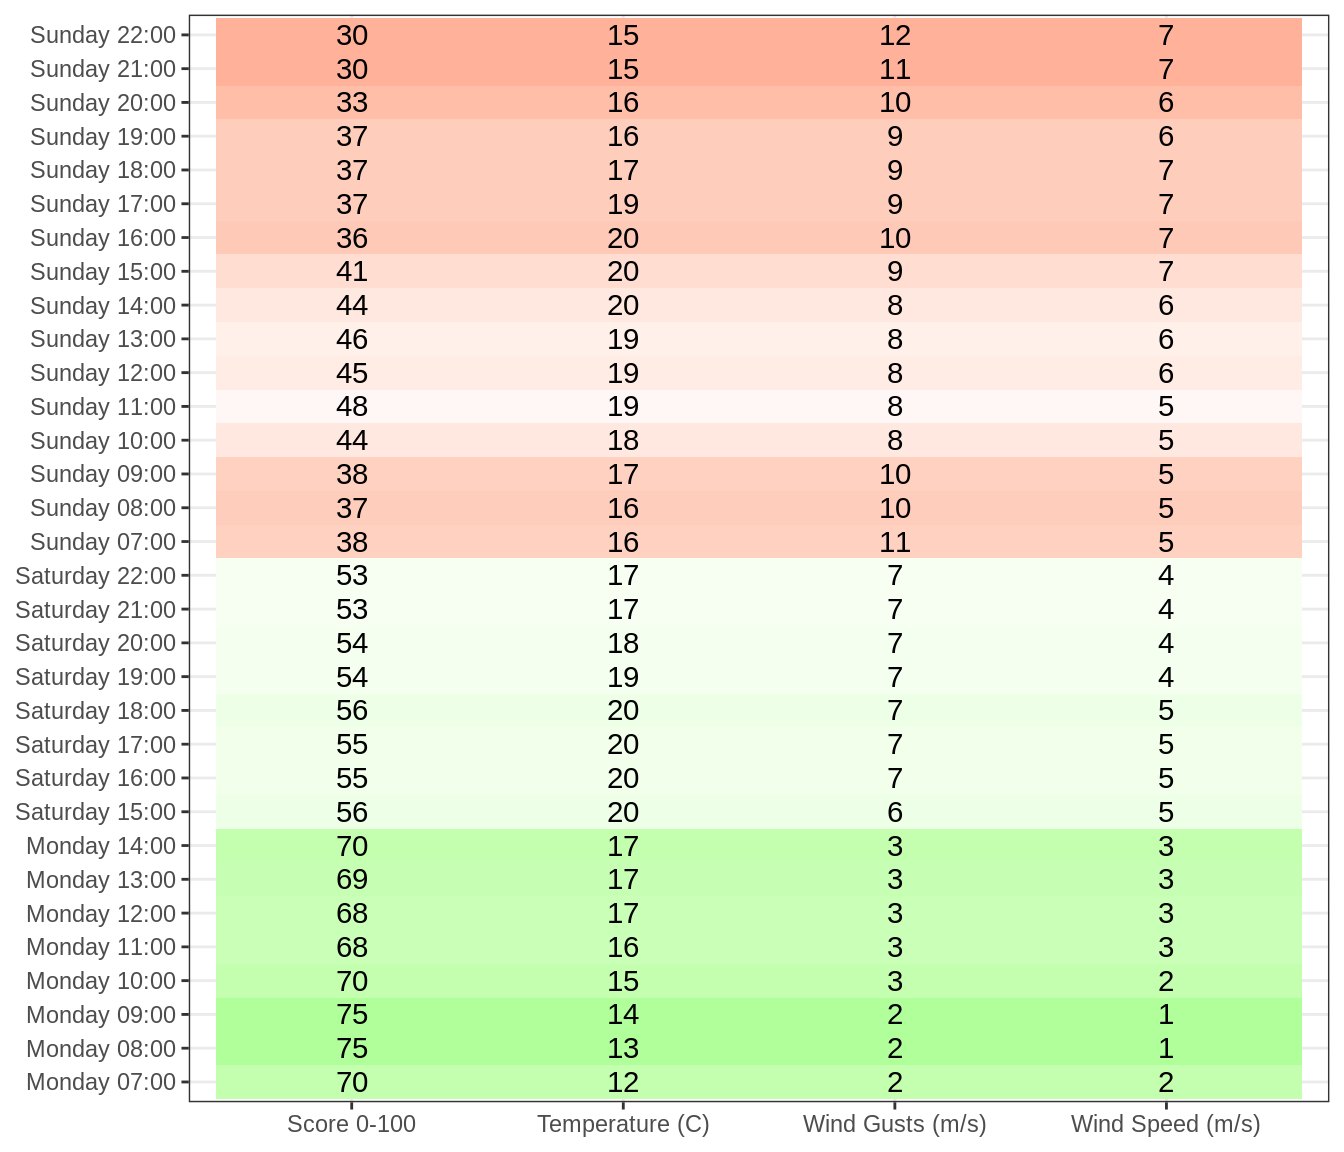 Sunday 22:00 30 15 12 7
Sunday 21:00 30 15 11 7
Sunday 20:00 33 16 10 6
Sunday 19:00 37 16 9 6
Sunday 18:00 37 17 9 7
Sunday 17:00 37 19 9 7
Sunday 16:00 36 20 10 7
Sunday 15:00 41 20 9 7
Sunday 14:00 44 20 8 6
Sunday 13:00 46 19 8 6
Sunday 12:00 45 19 8 6
Sunday 11:00 48 19 8 5
Sunday 10:00 44 18 8 5
Sunday 09:00 38 17 10 5
Sunday 08:00 37 16 10 5
Sunday 07:00 38 16 11 5
Saturday 22:00 53 17 7 4
Saturday 21:00 53 17 7 4
Saturday 20:00 54 18 7 4
Saturday 19:00 54 19 7 4
Saturday 18:00 56 20 7 5
Saturday 17:00 55 20 7 5
Saturday 16:00 55 20 7 5
Saturday 15:00 56 20 6 5
Monday 14:00 70 17 3 3
Monday 13:00 69 17 3 3
Monday 12:00 68 17 3 3
Monday 11:00 68 16 3 3
Monday 10:00 70 15 3 2
Monday 09:00 75 14 2 1
Monday 08:00 75 13 2 1
Monday 07:00 70 12 2 2
Score 0-100 Temperature (C) Wind Gusts (m/s) Wind Speed (m/s)